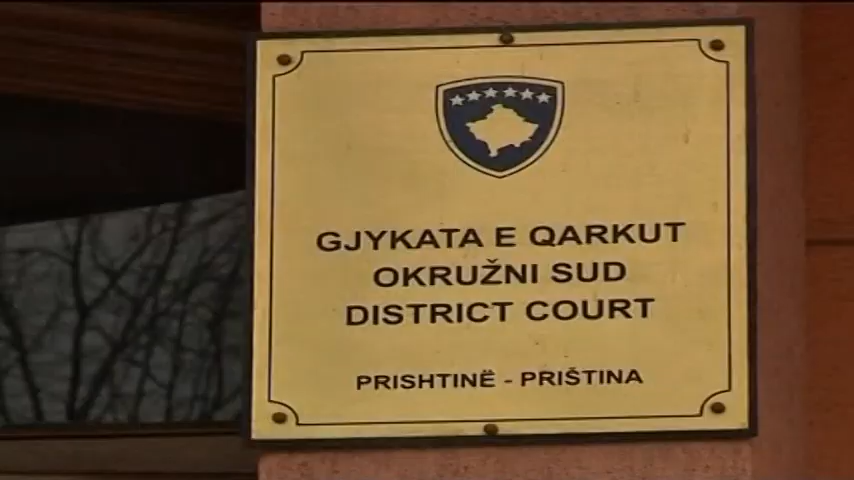 GJYKATA E QARKUT
OKRUŽNI SUD
DISTRICT COURT
PRISHTINË - PRIŠTINA